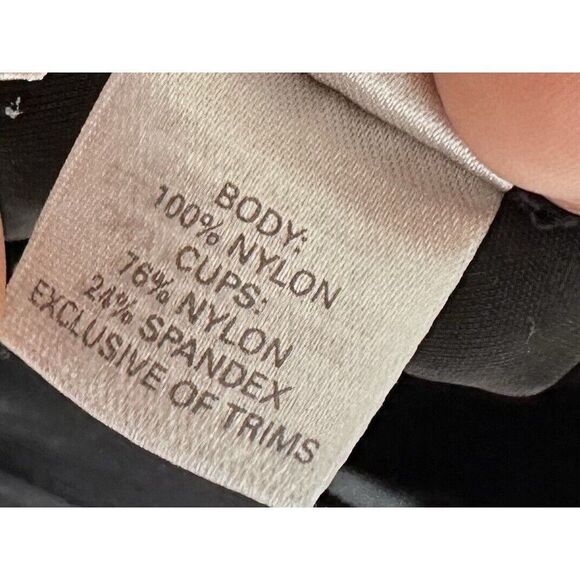 BODY:
100% NYLON
CUPS:
76% NYLON
24% SPANDEX
EXCLUSIVE OF TRIMS